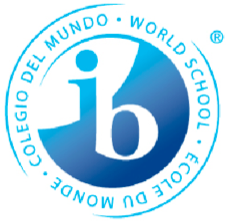 COLEGIO DEL MUNDO · WORLD SCHOOL · ÉCOLE DU MONDE ·
®
ib